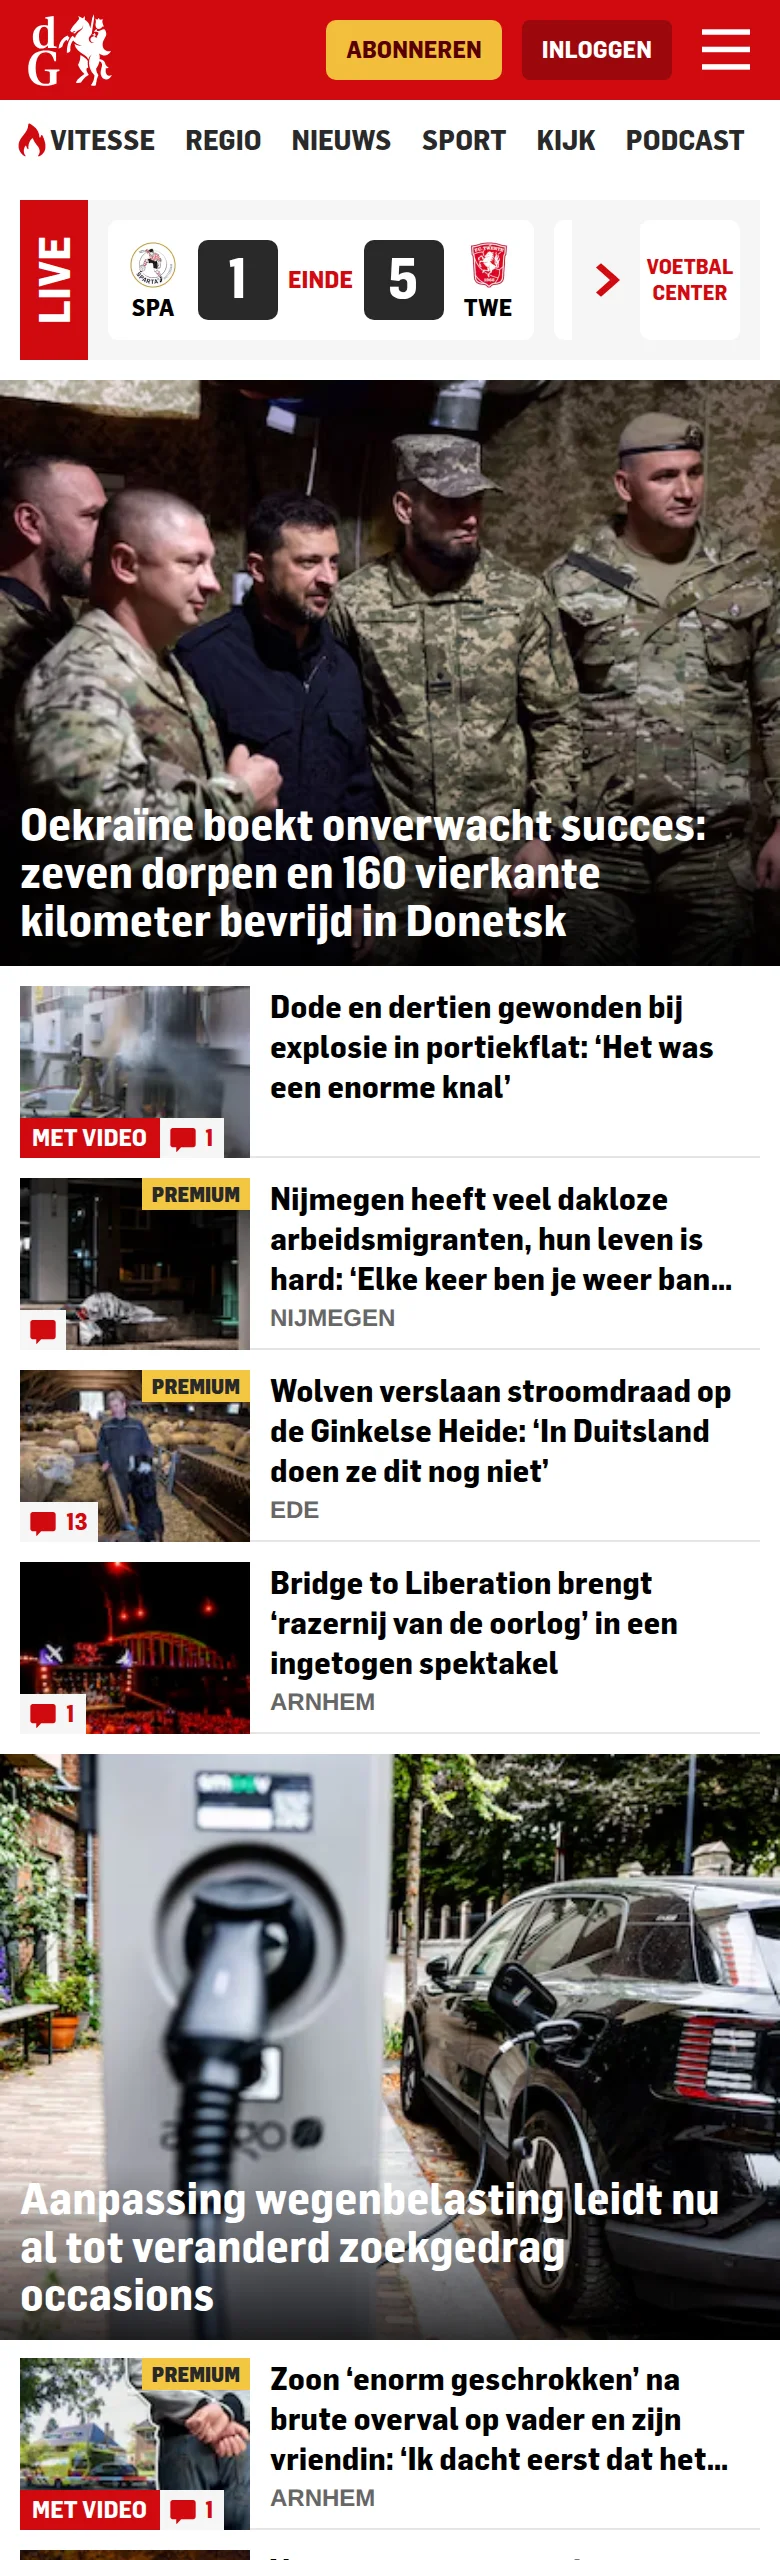 dG
ABONNEREN
INLOGGEN
VITESSE REGIO NIEUWS SPORT KIJK PODCAST
LIVE
SPA
1
EINDE
5
TWE
VOETBAL
CENTER
Oekraïne boekt onverwacht succes:
zeven dorpen en 160 vierkante
kilometer bevrijd in Donetsk
MET VIDEO
1
Dode en dertien gewonden bij
explosie in portiekflat: ‘Het was
een enorme knal’
PREMIUM
Nijmegen heeft veel dakloze
arbeidsmigranten, hun leven is
hard: ‘Elke keer ben je weer ban...
NIJMEGEN
PREMIUM
13
Wolven verslaan stroomdraad op
de Ginkelse Heide: ‘In Duitsland
doen ze dit nog niet’
EDE
1
Bridge to Liberation brengt
‘razernij van de oorlog’ in een
ingetogen spektakel
ARNHEM
Aanpassing wegenbelasting leidt nu
al tot veranderd zoekgedrag
occasions
PREMIUM
MET VIDEO
1
Zoon ‘enorm geschrokken’ na
brute overval op vader en zijn
vriendin: ‘Ik dacht eerst dat het...
ARNHEM